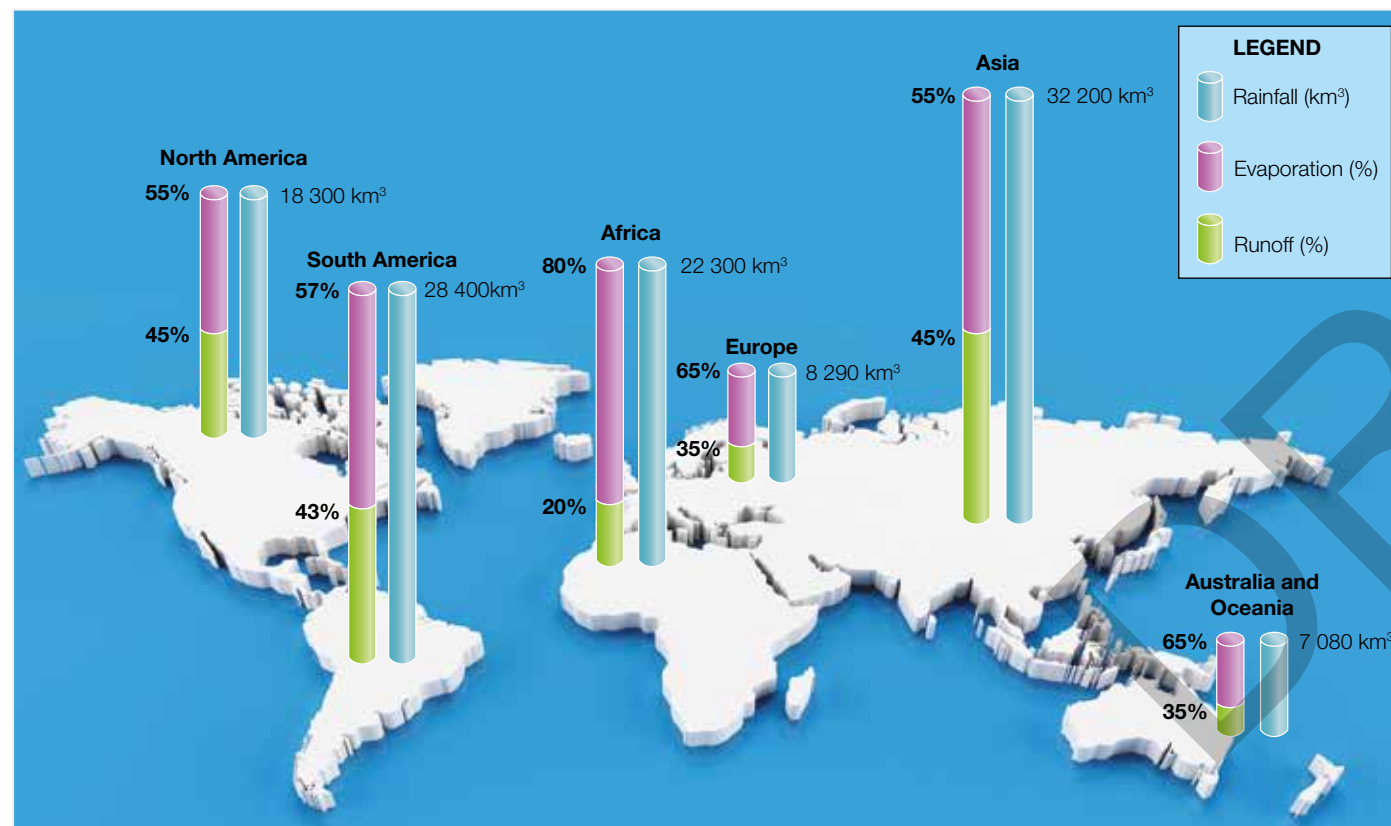 LEGEND
Rainfall (km³)
Evaporation (%)
Runoff (%)
North America
55%
18 300 km³
45%
South America
57%
28 400km³
43%
Africa
80%
22 300 km³
20%
Europe
65%
8 290 km³
35%
Asia
55%
32 200 km³
45%
Australia and
Oceania
65%
7 080 km³
35%